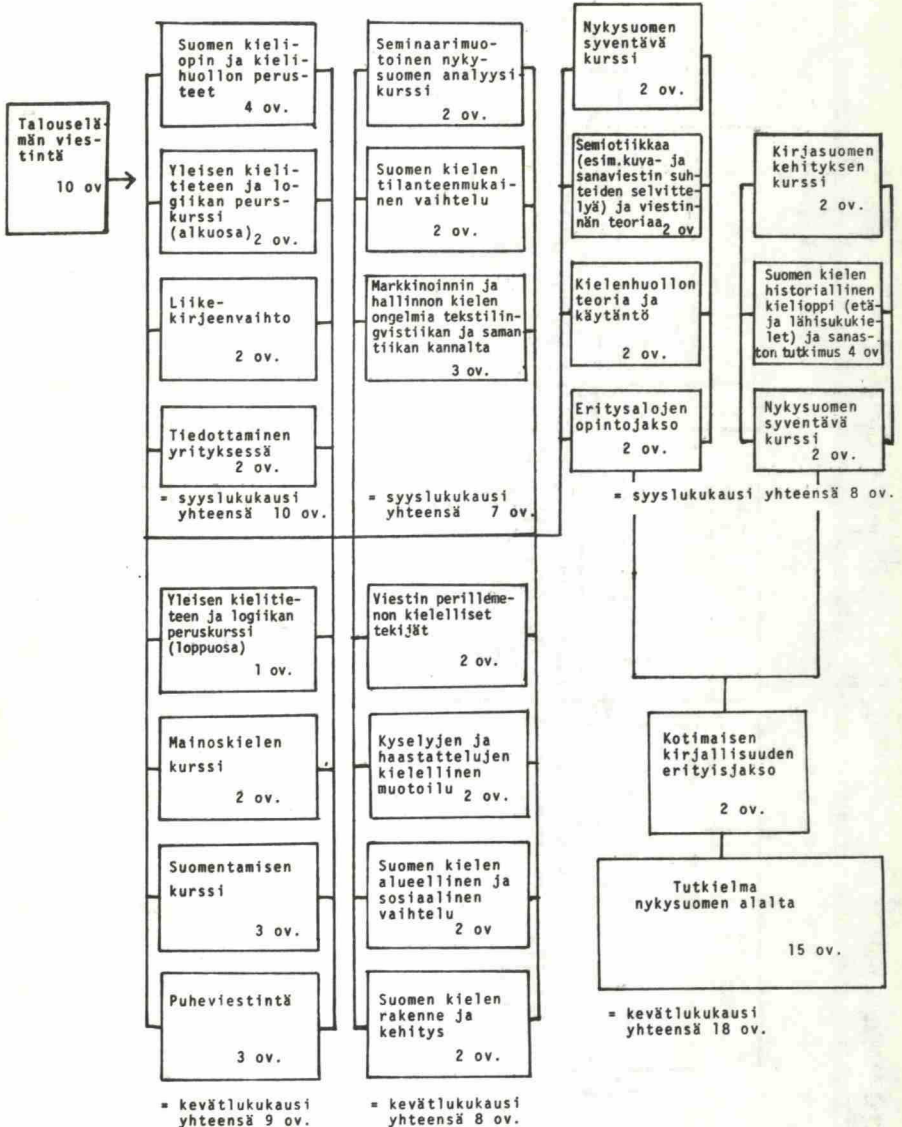 Talouselä-
män vies-
tintä
10 ov
Suomen kieli-
opin ja kieli-
huollon perus-
teet
4 ov.
Yleisen kieli-
tieteen ja lo-
giikan peurs-
kurssi
(alkuosa)
2 ov.
Liike-
kirjeenvaihto
2 ov.
Tiedottaminen
yrityksessä
2 ov.
= syyslukukausi
yhteensä 10 ov.
Yleisen kielitie-
teen ja logiikan
peruskurssi
(loppuosa)
1 ov.
Mainoskielen
kurssi
2 ov.
Suomentamisen
kurssi
3 ov.
Puheviestintä
3 ov.
= kevätlukukausi
yhteensä 9 ov.
Seminaarimuo-
toinen nyky-
suomen analyysi-
kurssi
2 ov.
Suomen kielen
tilanteenmukai-
nen vaihtelu
2 ov.
Markkinoinnin ja
hallinnon kielen
ongelmia tekstilin-
gvistiikan ja saman-
tiikan kannalta
3 ov.
= syyslukukausi
yhteensä 7 ov.
Viestin perilleme-
non kielelliset
tekijät
2 ov.
Kyselyjen ja
haastattelujen
kielellinen
muotoilu 2 ov.
Suomen kielen
alueellinen ja
sosiaalinen
vaihtelu
2 ov
Suomen kielen
rakenne ja
kehitys
2 ov.
= kevätlukukausi
yhteensä 8 ov.
Nykysuomen
syventävä
kurssi
2 ov.
Semiotiikkaa
(esim.kuva- ja
sanaviestin suh-
teiden selvitte-
lyä) ja viestin-
nän teoriaa 2 ov
Kielenhuollon
teoria ja
käytäntö
2 ov.
Eritysalojen
opintojakso
2 ov.
Kirjasuomen
kehityksen
kurssi
2 ov.
Suomen kielen
historiallinen
kielioppi (etä-
ja lähisukukie-
let) ja sanas-
ton tutkimus 4 ov
Nykysuomen
syventävä
kurssi
2 ov.
= syyslukukausi yhteensä 8 ov.
Kotimaisen
kirjallisuuden
erityisjakso
2 ov.
Tutkielma
nykysuomen alalta
15 ov.
= kevätlukukausi
yhteensä 18 ov.